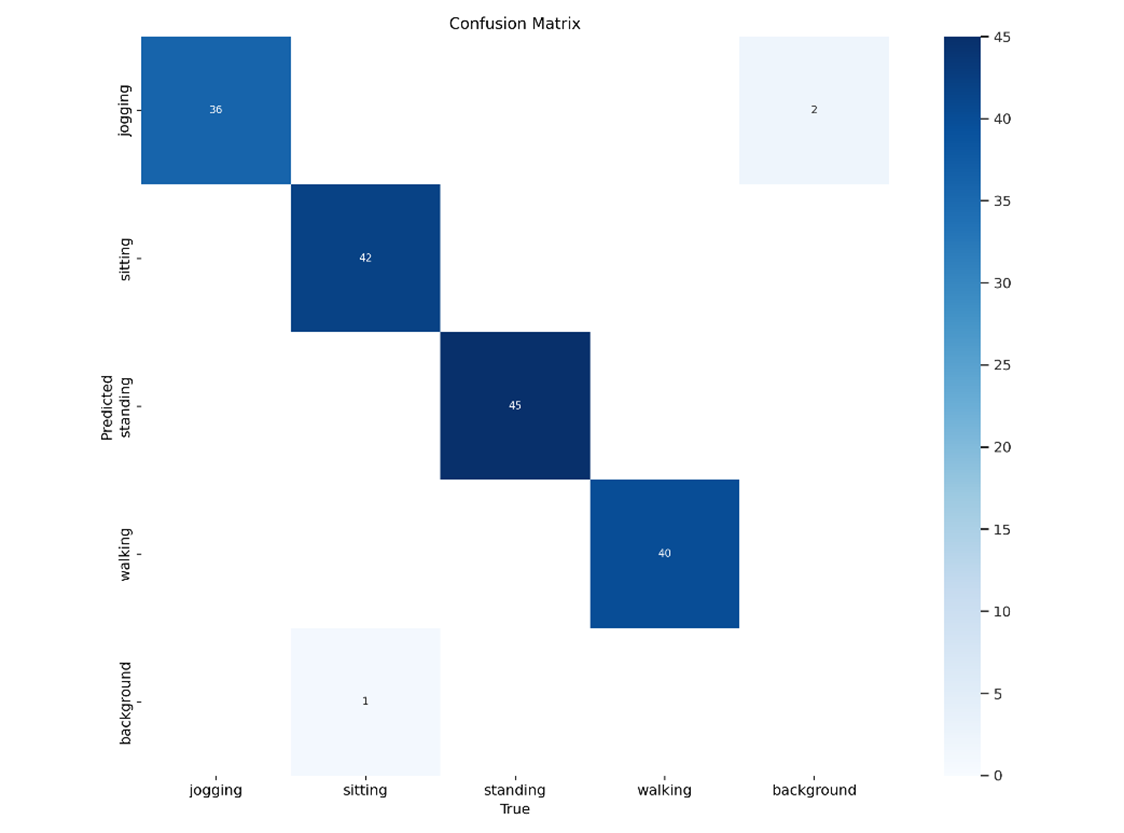 Confusion Matrix
jogging
36
2
45
40
35
30
25
20
15
10
5
0
sitting
42
Predicted
standing
45
walking
40
background
1
jogging
sitting
standing
walking
background
True